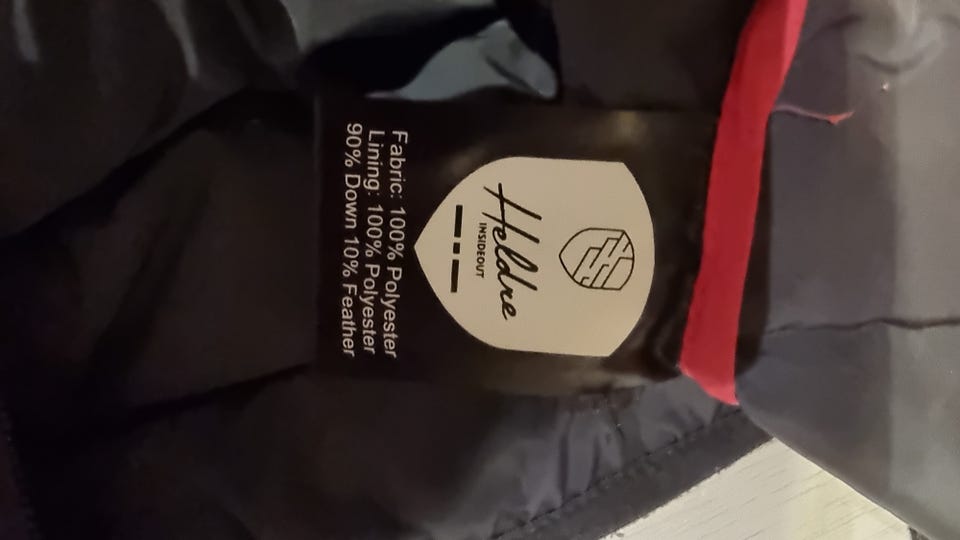 Heldre
INSIDEOUT
Fabric: 100% Polyester
Lining: 100% Polyester
90% Down 10% Feather